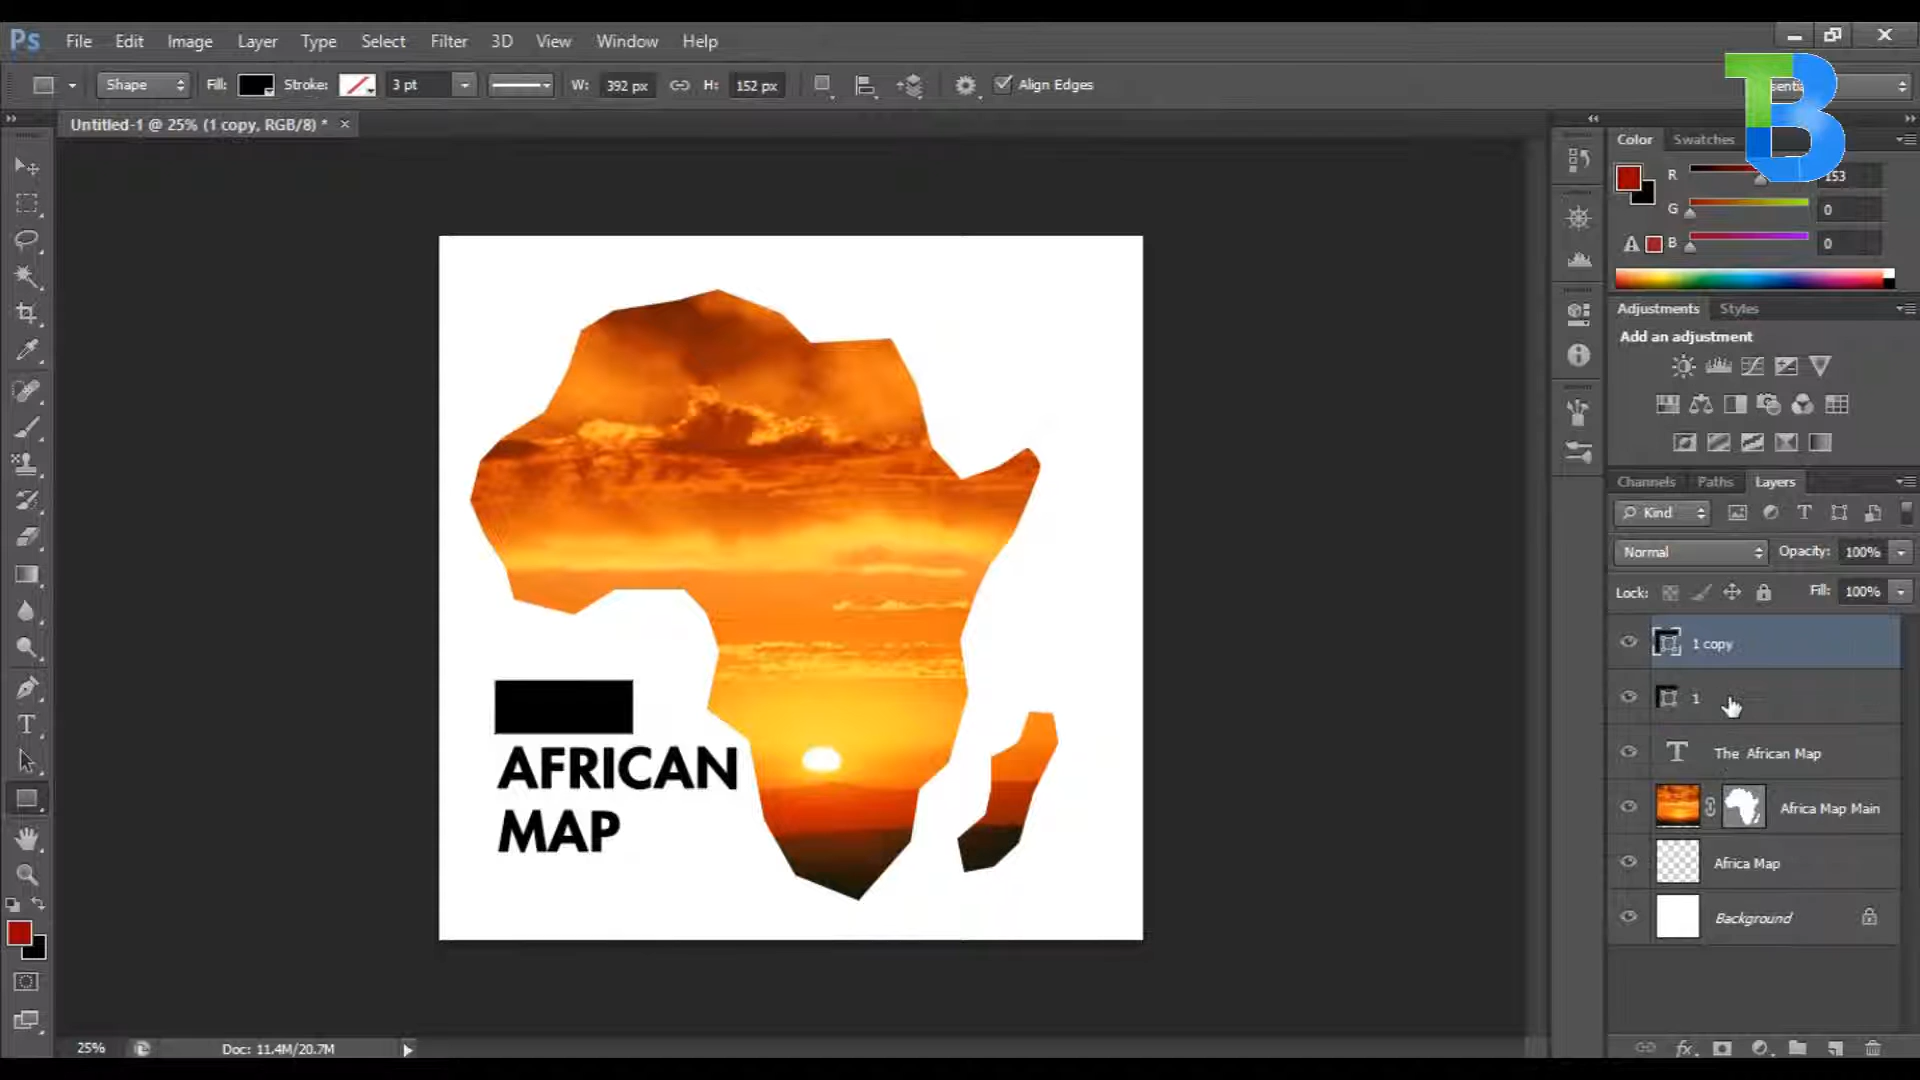 Ps File Edit Image Layer Type Select Filter 3D View Window Help
Shape Fill: Stroke: 3 pt W: 392 px H: 152 px Align Edges
TB
Untitled-1 @ 25% (1 copy, RGB/8) * ×
Color Swatches
R 153
G 0
B 0
Adjustments Styles
Add an adjustment
Channels Paths Layers
Kind
Normal Opacity: 100%
Lock: Fill: 100%
1 copy
1
The African Map
Africa Map Main
Africa Map
Background
AFRICAN
MAP
25% Doc: 11.4M/20.7M